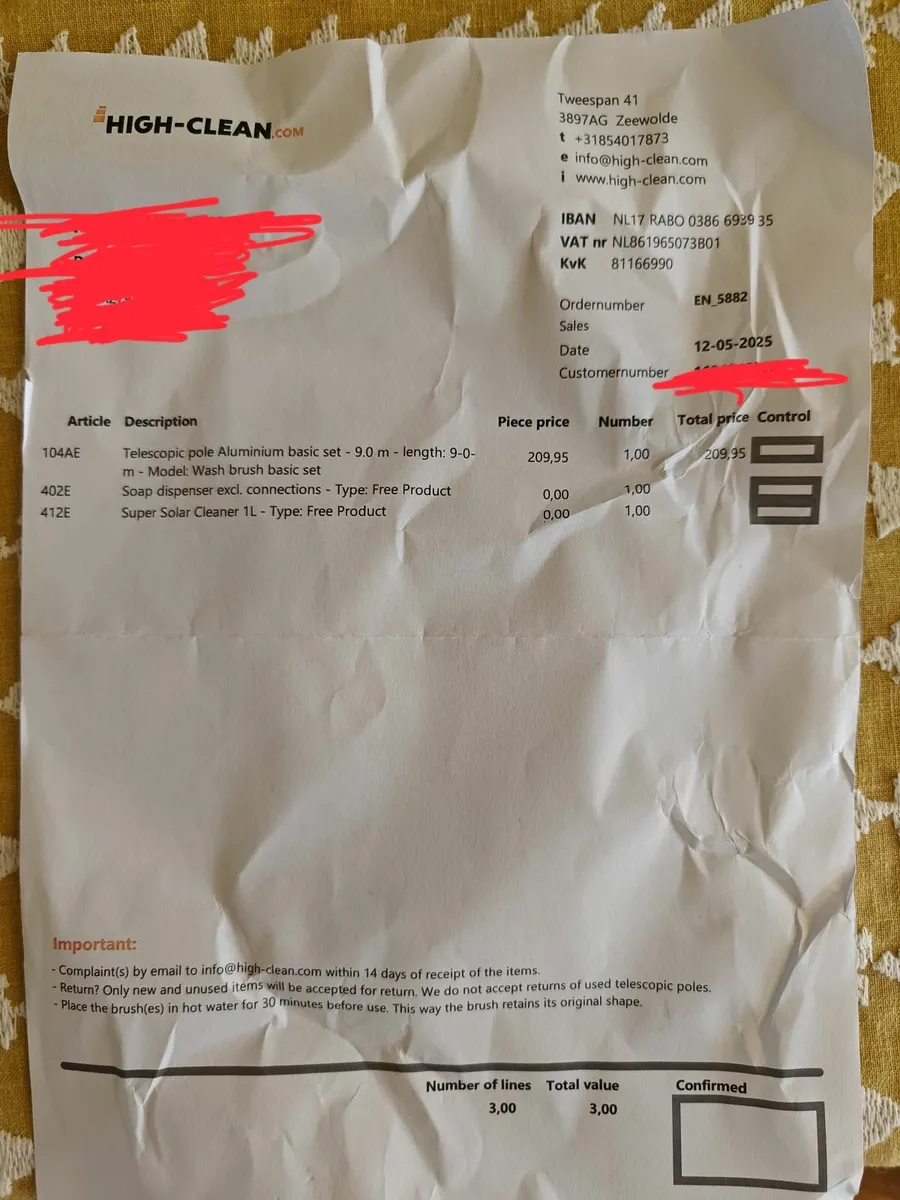 HIGH-CLEAN.COM
Tweespan 41
3897AG Zeewolde
t +31854017873
e info@high-clean.com
i www.high-clean.com
IBAN NL17 RABO 0386 6939 35
VAT nr NL861965073B01
KvK 81166990
Ordernumber EN_5882
Sales
Date 12-05-2025
Customernumber
Article Description Piece price Number Total price Control
104AE Telescopic pole Aluminium basic set - 9.0 m - length: 9-0- 209,95 1,00 209,95
m - Model: Wash brush basic set
402E Soap dispenser excl. connections - Type: Free Product 0,00 1,00
412E Super Solar Cleaner 1L - Type: Free Product 0,00 1,00
Important:
- Complaint(s) by email to info@high-clean.com within 14 days of receipt of the items.
- Return? Only new and unused items will be accepted for return. We do not accept returns of used telescopic poles.
- Place the brush(es) in hot water for 30 minutes before use. This way the brush retains its original shape.
Number of lines Total value Confirmed
3,00 3,00